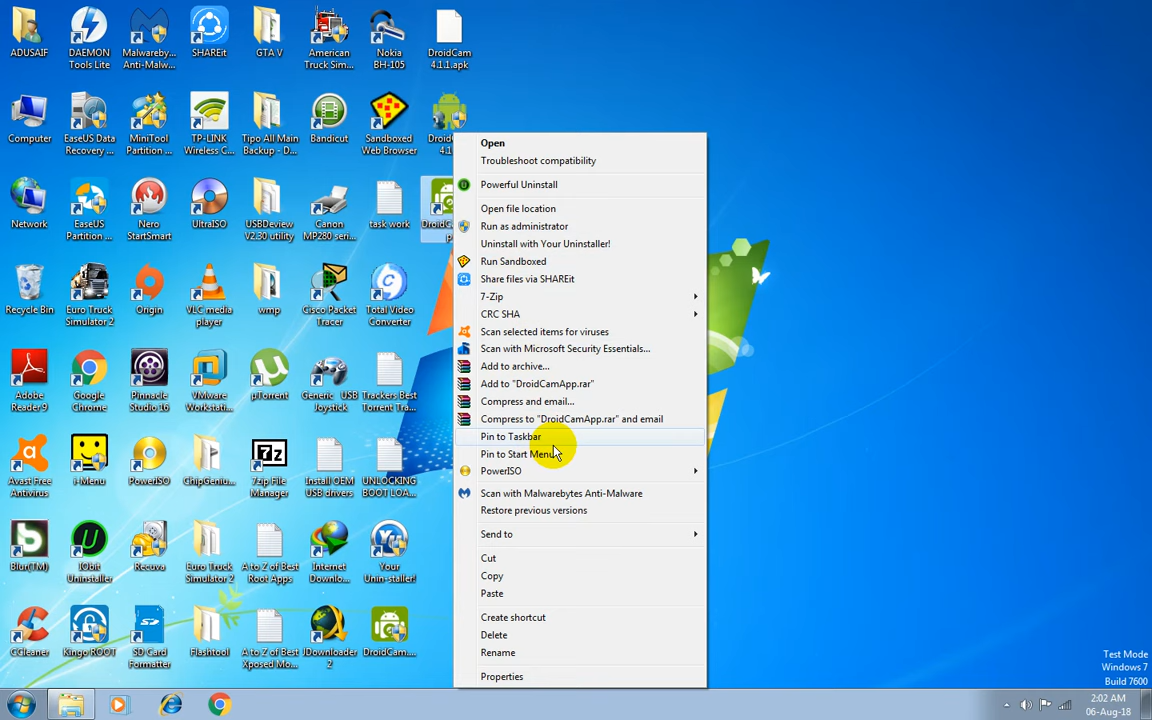 ADUSAIF
DAEMON
Tools Lite
Malwareby...
Anti-Malw...
SHAREit
GTA V
American
Truck Sim...
Nokia
BH-105
DroidCam
4.1.1.apk
Computer
EaseUS Data
Recovery ...
MiniTool
Partition ...
TP-LINK
Wireless C...
Tipo All Main
Backup - D...
Bandicut
Sandboxed
Web Browser
Network
EaseUS
Partition ...
Nero
StartSmart
UltraISO
USBDeview
V2.30 utility
Canon
MP280 seri...
task work
Recycle Bin
Euro Truck
Simulator 2
Origin
VLC media
player
wmp
Cisco Packet
Tracer
Total Video
Converter
Adobe
Reader 9
Google
Chrome
Pinnacle
Studio 16
VMware
Workstati...
µTorrent
Generic USB
Joystick
Trackers Best
Torrent Tra...
Avast Free
Antivirus
i-Menu
PowerISO
ChipGenius...
7zip File
Manager
Install OEM
USB drivers
UNLOCKING
BOOT LOA...
Blur(TM)
IObit
Uninstaller
Recuva
Euro Truck
Simulator 2
A to Z of Best
Root Apps
Internet
Downlo...
Your
Unin-staller!
CCleaner
Kingo ROOT
SD Card
Formatter
Flashtool
A to Z of Best
Xposed Mo...
JDownloader
2
DroidCam....
Open
Troubleshoot compatibility
Powerful Uninstall
Open file location
Run as administrator
Uninstall with Your Uninstaller!
Run Sandboxed
Share files via SHAREit
7-Zip
CRC SHA
Scan selected items for viruses
Scan with Microsoft Security Essentials...
Add to archive...
Add to "DroidCamApp.rar"
Compress and email...
Compress to "DroidCamApp.rar" and email
Pin to Taskbar
Pin to Start Menu
PowerISO
Scan with Malwarebytes Anti-Malware
Restore previous versions
Send to
Cut
Copy
Paste
Create shortcut
Delete
Rename
Properties
Test Mode
Windows 7
Build 7600
2:02 AM
06-Aug-18